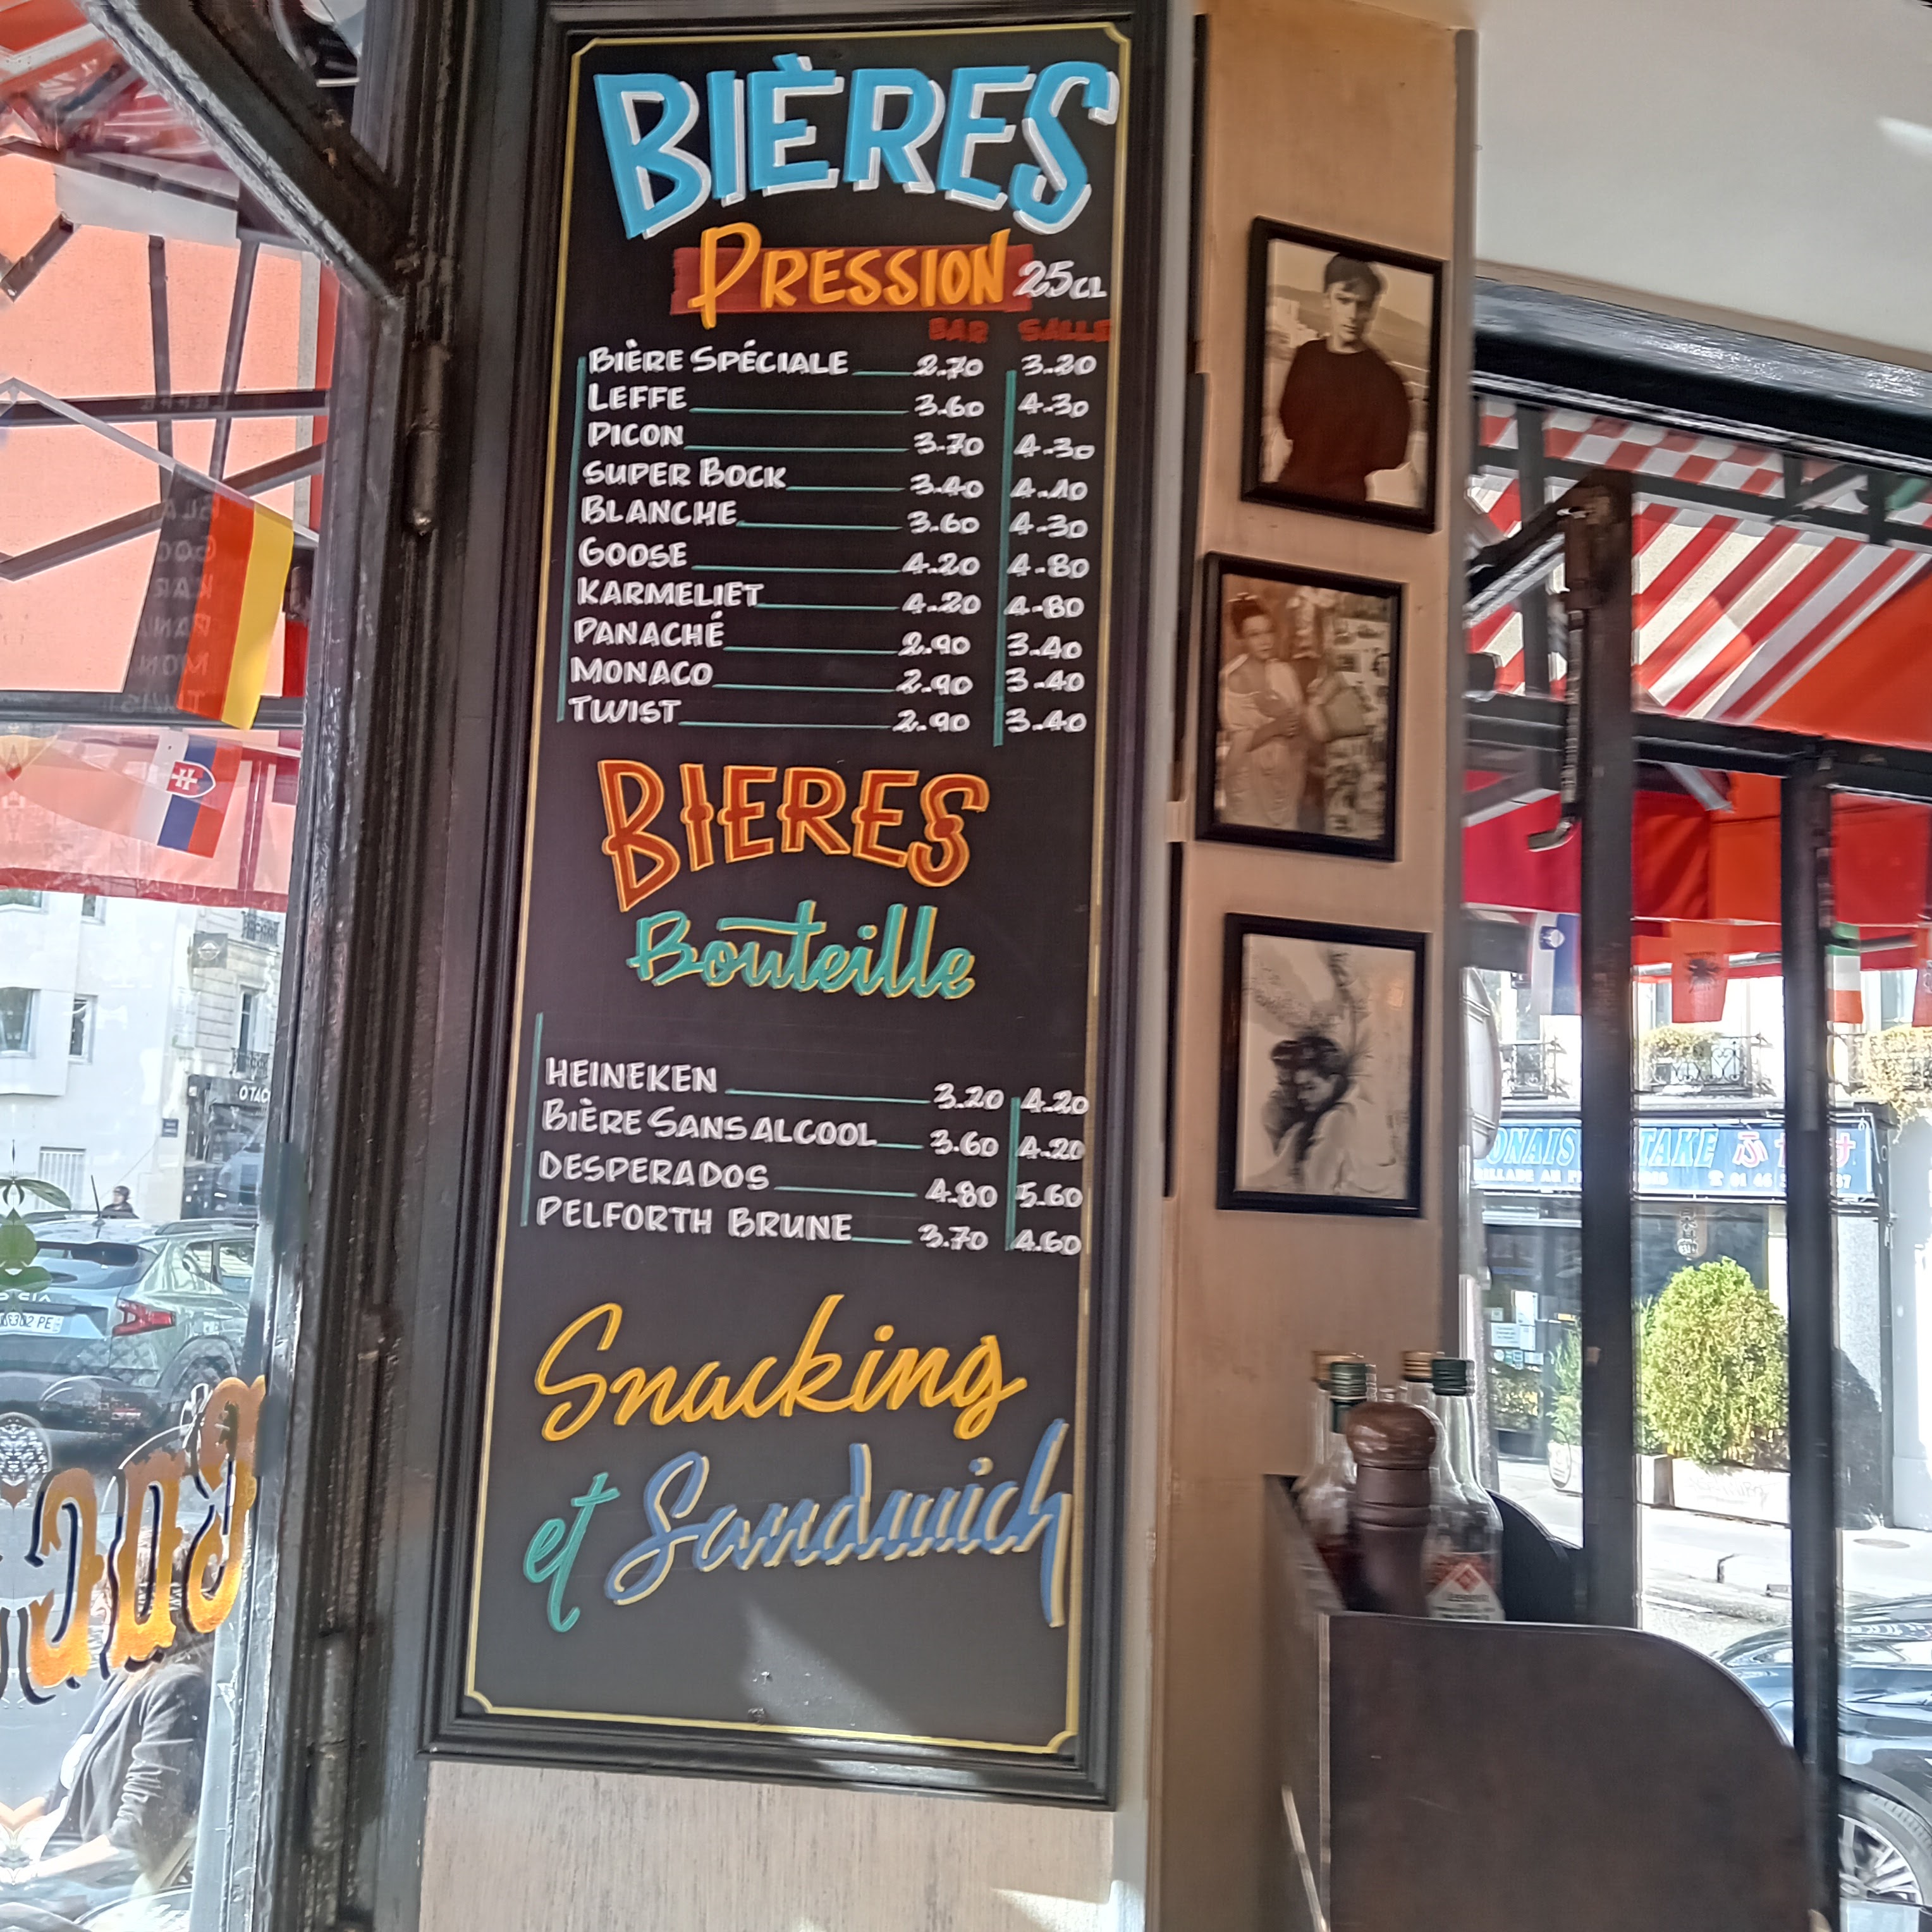 BIÈRES
PRESSION 25CL
BAR SALLE
BIÈRE SPÉCIALE 2.70 3.20
LEFFE 3.60 4.30
PICON 3.70 4.30
SUPER BOCK 3.40 4.10
BLANCHE 3.60 4.30
GOOSE 4.20 4.80
KARMELIET 4.20 4.80
PANACHÉ 2.90 3.40
MONACO 2.90 3.40
TWIST 2.90 3.40
BIERES
Bouteille
HEINEKEN 3.20 4.20
BIÈRE SANS ALCOOL 3.60 4.20
DESPERADOS 4.80 5.60
PELFORTH BRUNE 3.70 4.60
Snacking
et Sandwich